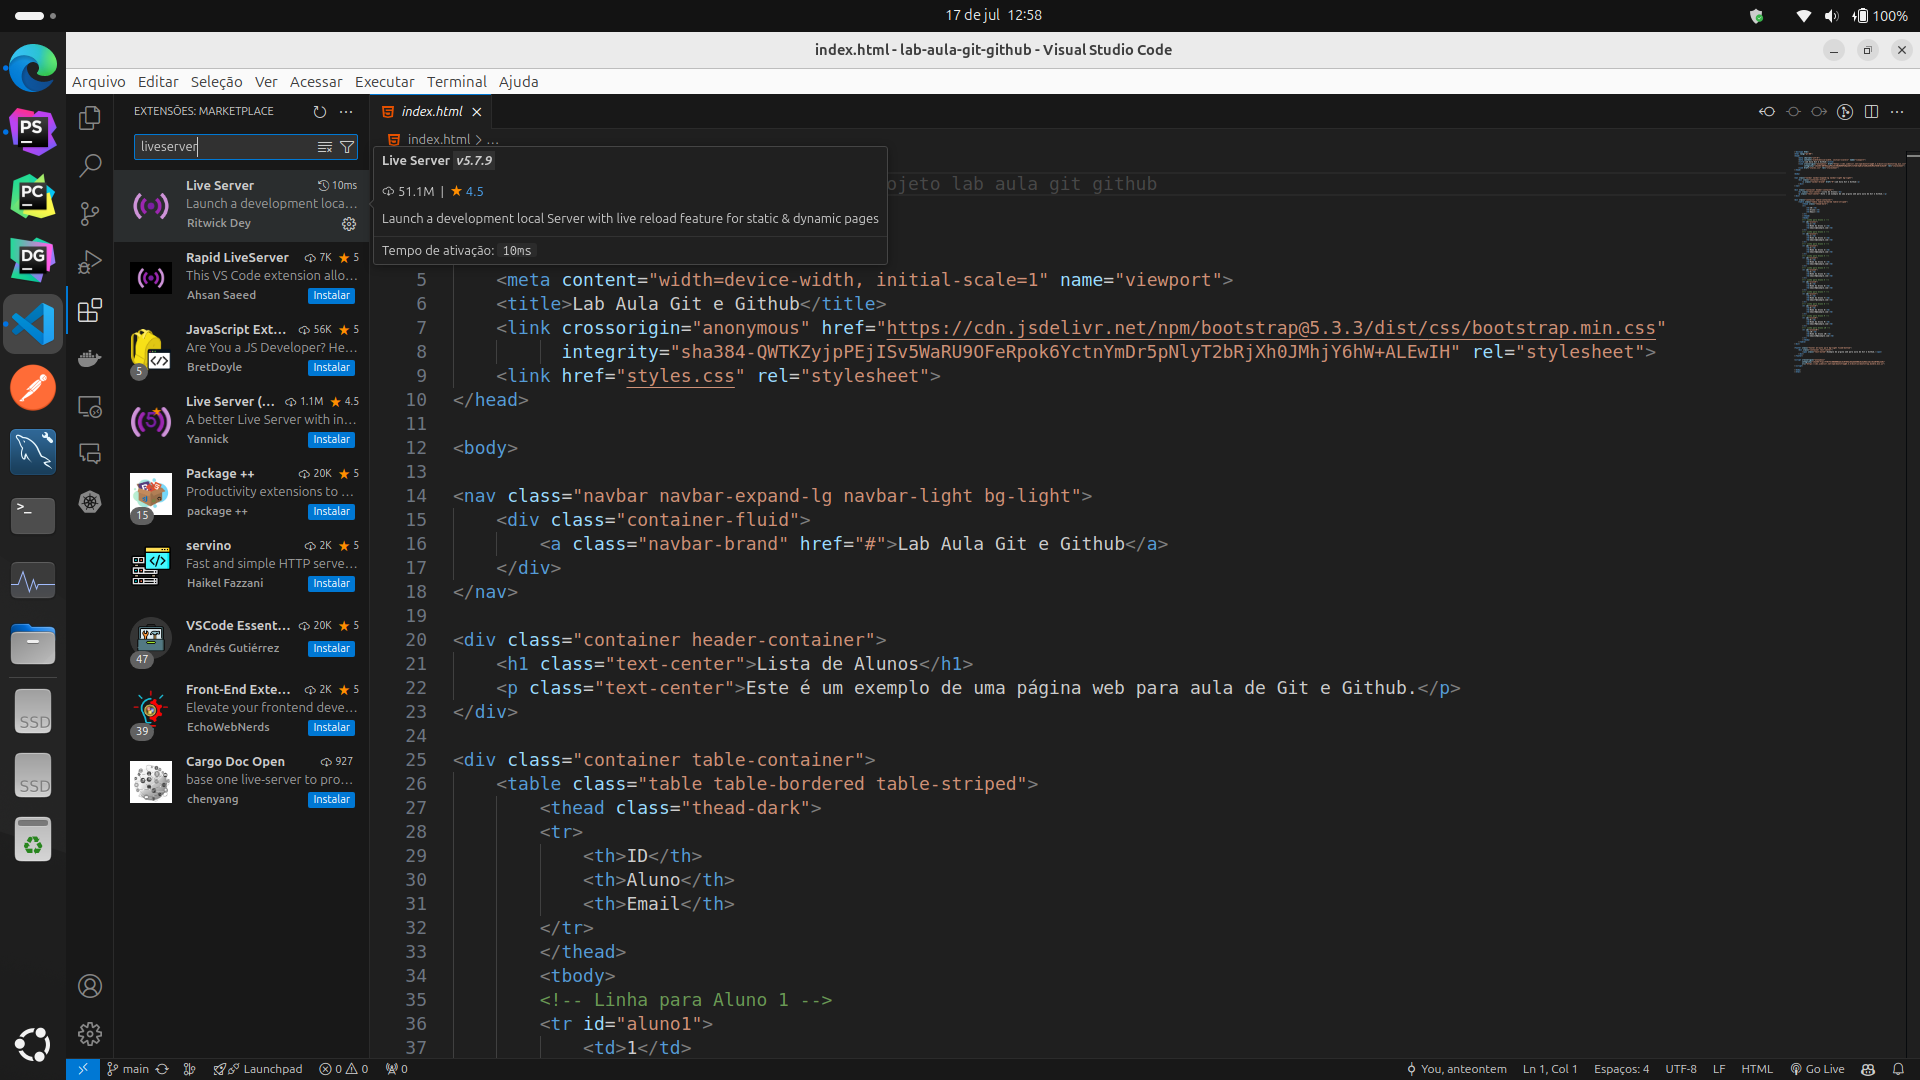 17 de jul 12:58
100%
index.html - lab-aula-git-github - Visual Studio Code
Arquivo Editar Seleção Ver Acessar Executar Terminal Ajuda
EXTENSÕES: MARKETPLACE
liveserver
Live Server 10ms
Launch a development loca...
Ritwick Dey
Rapid LiveServer 7K 5
This VS Code extension allo...
Ahsan Saeed Instalar
JavaScript Ext... 56K 5
Are You a JS Developer? He...
5
BretDoyle Instalar
Live Server (... 1.1M 4.5
A better Live Server with in...
Yannick Instalar
Package ++ 20K 5
Productivity extensions to ...
15
package ++ Instalar
servino 2K 5
Fast and simple HTTP serve...
Haikel Fazzani Instalar
VSCode Essent... 20K 5
47
Andrés Gutiérrez Instalar
Front-End Exte... 2K 5
Elevate your frontend deve...
39
EchoWebNerds Instalar
Cargo Doc Open 927
base one live-server to pro...
chenyang Instalar
index.html
index.html > ...
Live Server v5.7.9
51.1M | 4.5
Launch a development local Server with live reload feature for static & dynamic pages
Tempo de ativação: 10ms
ojeto lab aula git github
5 <meta content="width=device-width, initial-scale=1" name="viewport">
6 <title>Lab Aula Git e Github</title>
7 <link crossorigin="anonymous" href="https://cdn.jsdelivr.net/npm/bootstrap@5.3.3/dist/css/bootstrap.min.css"
8 integrity="sha384-QWTKZyjpPEjISv5WaRU9OFeRpok6YctnYmDr5pNlyT2bRjXh0JMhjY6hW+ALEwIH" rel="stylesheet">
9 <link href="styles.css" rel="stylesheet">
10 </head>
11
12 <body>
13
14 <nav class="navbar navbar-expand-lg navbar-light bg-light">
15 <div class="container-fluid">
16 <a class="navbar-brand" href="#">Lab Aula Git e Github</a>
17 </div>
18 </nav>
19
20 <div class="container header-container">
21 <h1 class="text-center">Lista de Alunos</h1>
22 <p class="text-center">Este é um exemplo de uma página web para aula de Git e Github.</p>
23 </div>
24
25 <div class="container table-container">
26 <table class="table table-bordered table-striped">
27 <thead class="thead-dark">
28 <tr>
29 <th>ID</th>
30 <th>Aluno</th>
31 <th>Email</th>
32 </tr>
33 </thead>
34 <tbody>
35 <!-- Linha para Aluno 1 -->
36 <tr id="aluno1">
37 <td>1</td>
PS
PC
DG
>_
SSD
SSD
main Launchpad 0 0 0
You, anteontem Ln 1, Col 1 Espaços: 4 UTF-8 LF HTML Go Live